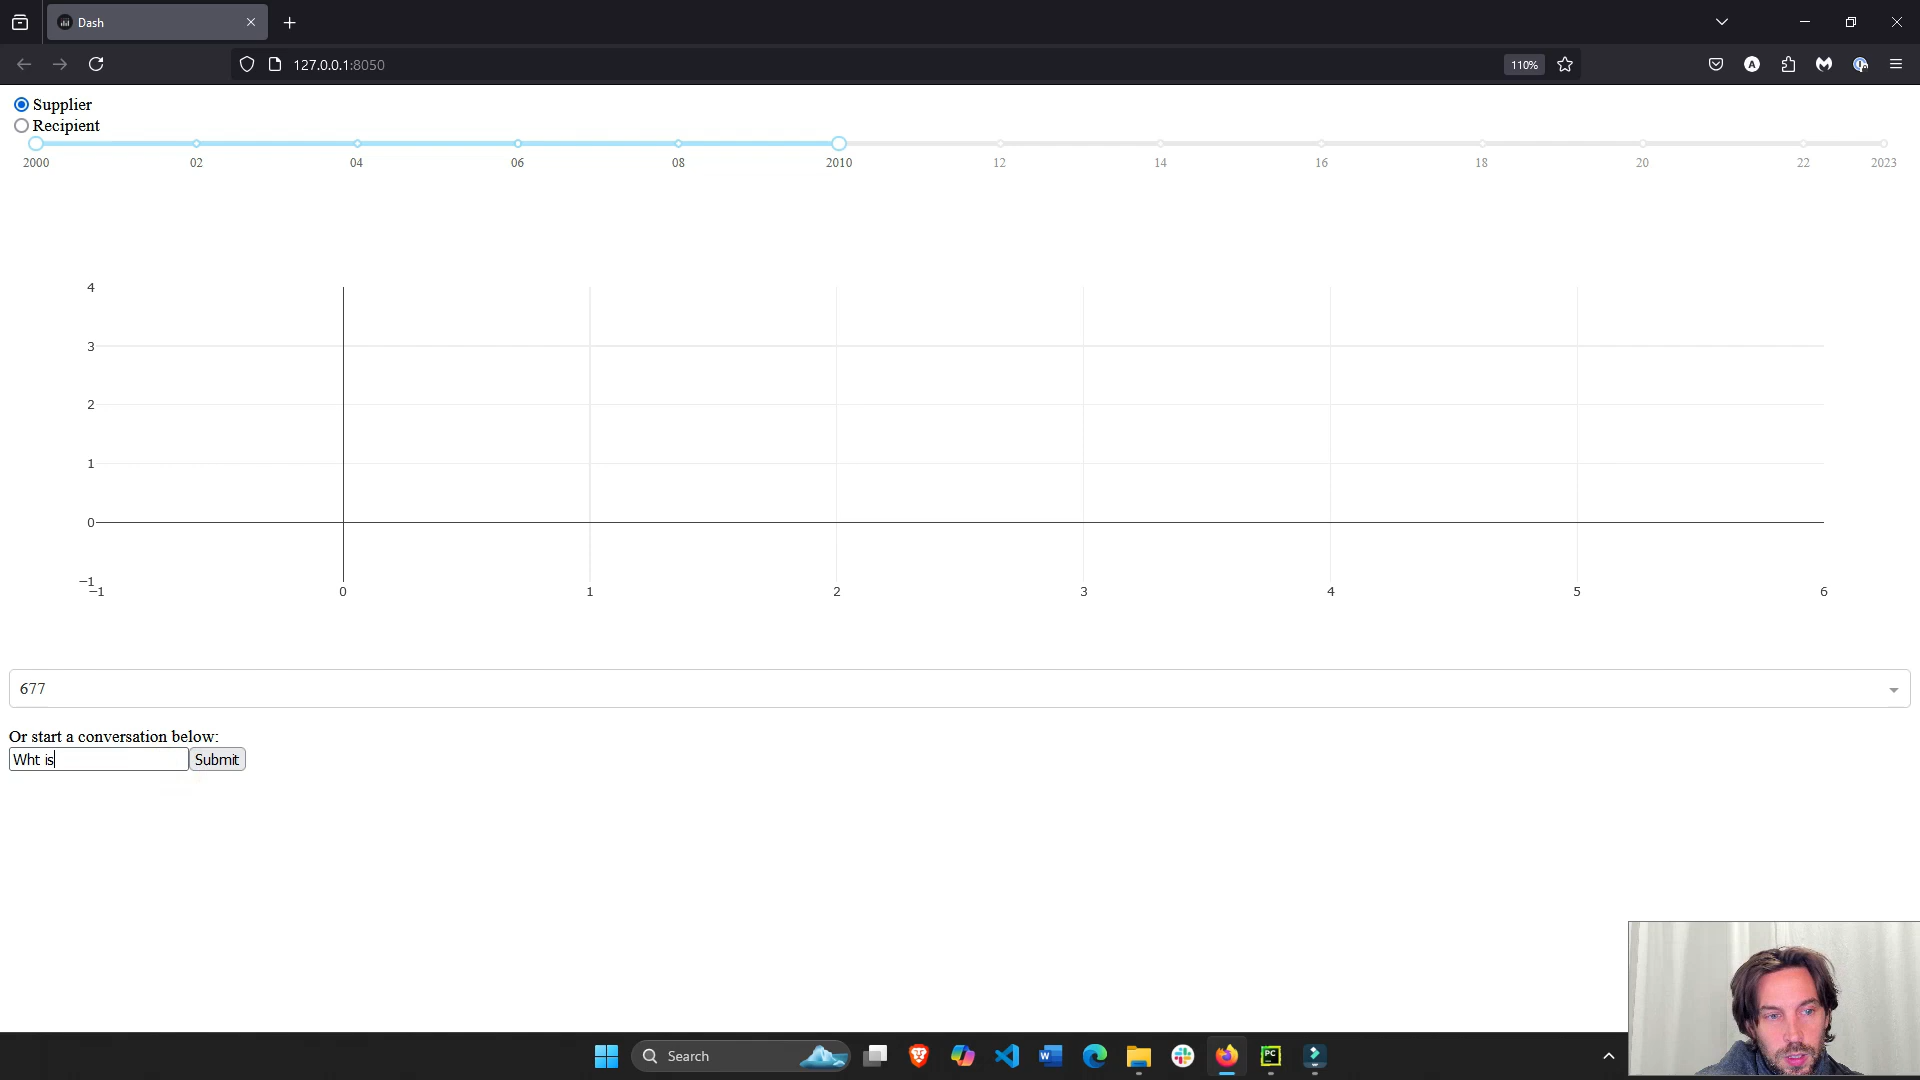 Dash
127.0.0.1:8050
110%
Supplier
Recipient
2000 02 04 06 08 2010 12 14 16 18 20 22 2023
4
3
2
1
0
−1
−1 0 1 2 3 4 5 6
677
Or start a conversation below:
Wht is Submit
Search